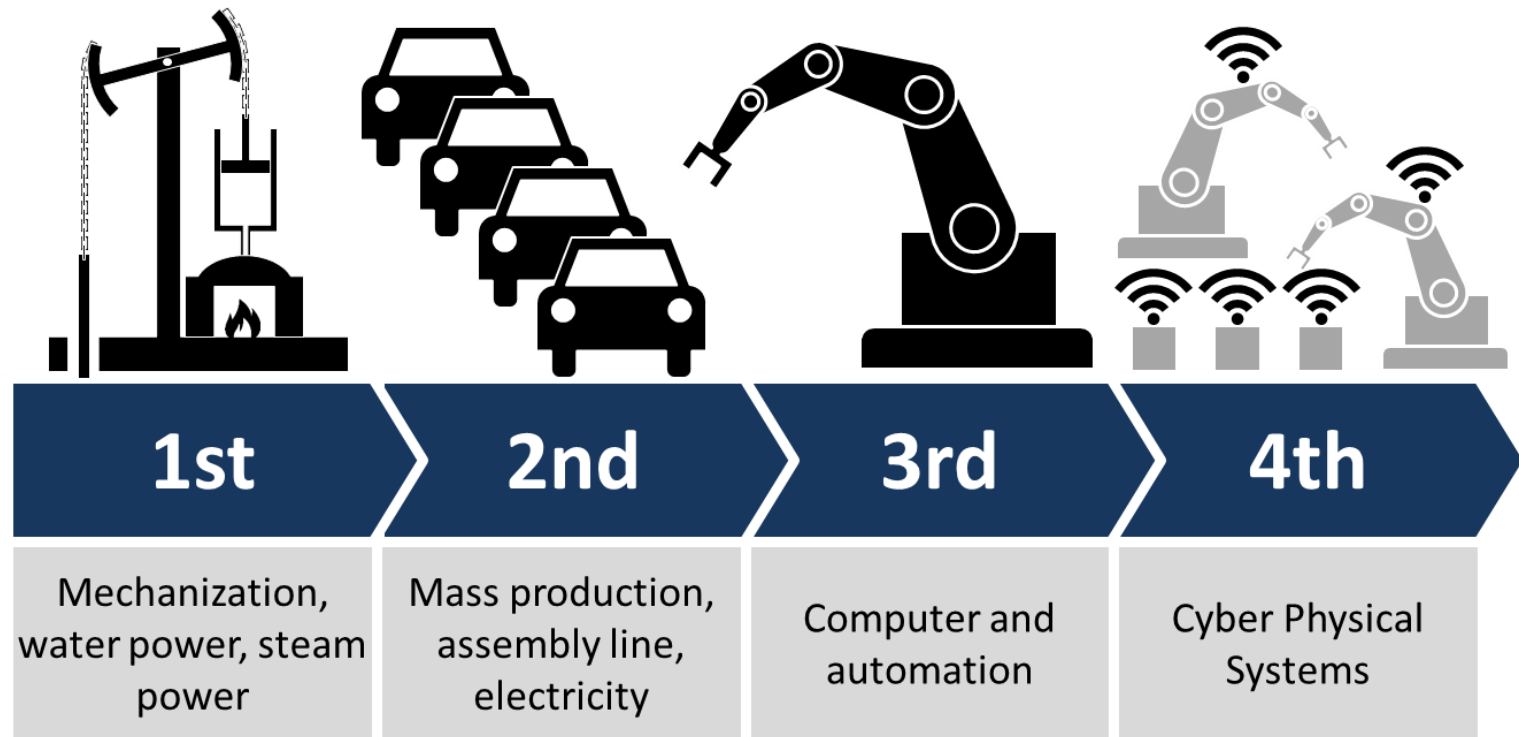 1st
2nd
3rd
4th
Mechanization,
water power, steam
power
Mass production,
assembly line,
electricity
Computer and
automation
Cyber Physical
Systems